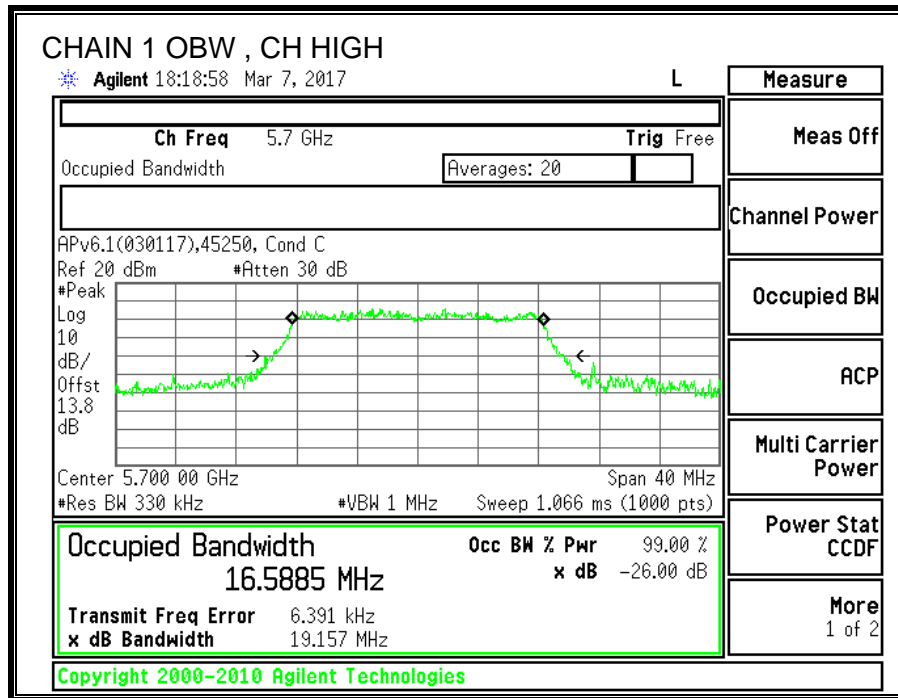 CHAIN 1 OBW , CH HIGH
Agilent 18:18:58 Mar 7, 2017 L
Measure
Ch Freq 5.7 GHz Trig Free
Meas Off
Occupied Bandwidth Averages: 20
Channel Power
APv6.1(030117),45250, Cond C
Ref 20 dBm #Atten 30 dB
#Peak
Log
10
dB/
Offst
13.8
dB
Occupied BW
ACP
Center 5.700 00 GHz Span 40 MHz
#Res BW 330 kHz #VBW 1 MHz Sweep 1.066 ms (1000 pts)
Multi Carrier
Power
Occupied Bandwidth Occ BW % Pwr 99.00 %
16.5885 MHz x dB -26.00 dB
Power Stat
CCDF
Transmit Freq Error 6.391 kHz
x dB Bandwidth 19.157 MHz
More
1 of 2
Copyright 2000-2010 Agilent Technologies